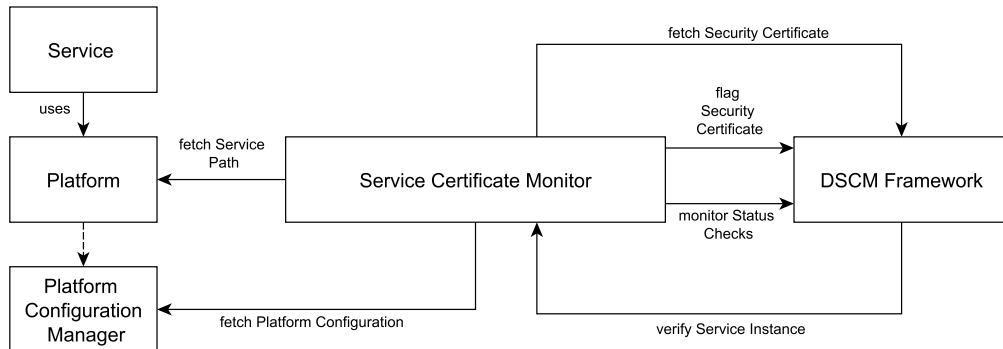 Service
fetch Security Certificate
uses
flag
Security
Certificate
fetch Service
Path
Platform
Service Certificate Monitor
DSCM Framework
monitor Status
Checks
Platform
Configuration
Manager
fetch Platform Configuration
verify Service Instance